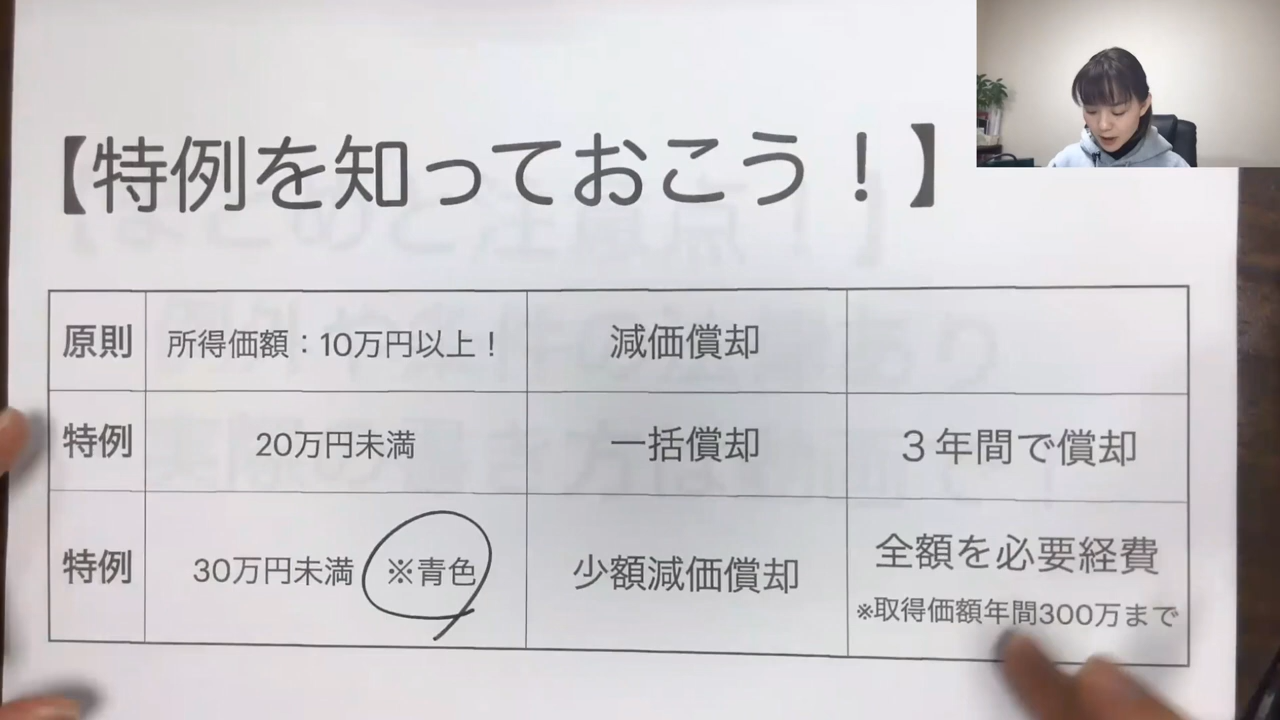 【特例を知っておこう！】
原則 所得価額：10万円以上！ 減価償却
特例 20万円未満 一括償却 3年間で償却
特例 30万円未満 ※青色 少額減価償却 全額を必要経費
※取得価額年間300万まで